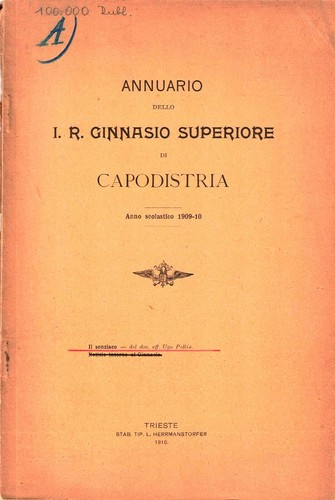 100.000 Dubl.
A)
ANNUARIO
DELLO
I. R. GINNASIO SUPERIORE
DI
CAPODISTRIA
Anno scolastico 1909-10
Il sonziaco — del doc. eff. Ugo Pellis.
Notizie intorno al Ginnasio.
TRIESTE
STAB. TIP. L. HERRMANSTORFER
1910.